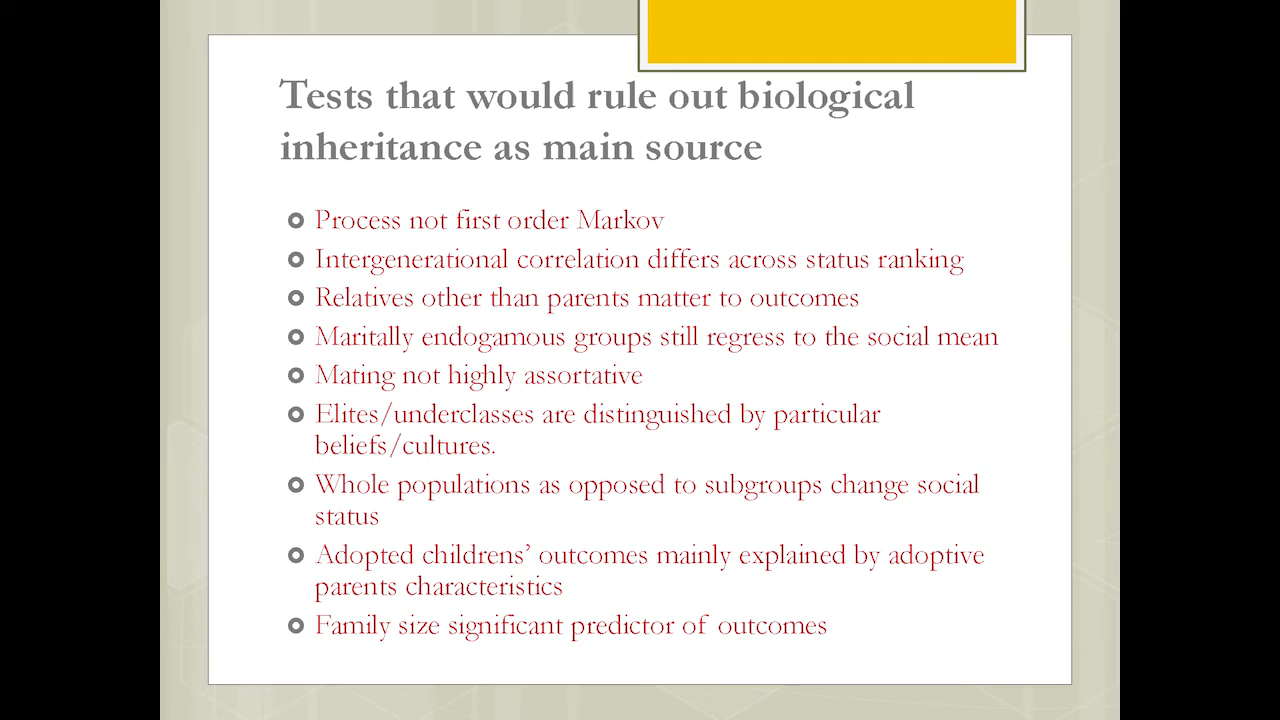 Tests that would rule out biological
inheritance as main source
Process not first order Markov
Intergenerational correlation differs across status ranking
Relatives other than parents matter to outcomes
Maritally endogamous groups still regress to the social mean
Mating not highly assortative
Elites/underclasses are distinguished by particular
beliefs/cultures.
Whole populations as opposed to subgroups change social
status
Adopted childrens’ outcomes mainly explained by adoptive
parents characteristics
Family size significant predictor of outcomes